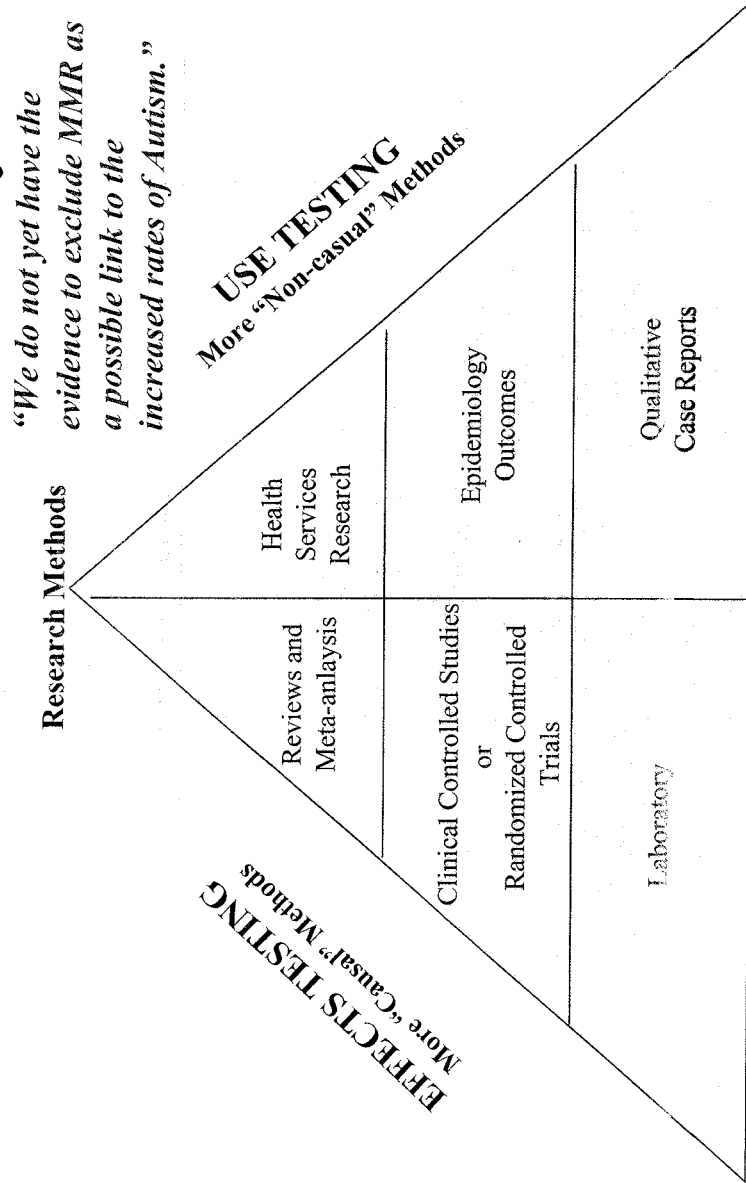 "We do not yet have the
evidence to exclude MMR as
a possible link to the
increased rates of Autism."
Research Methods
EFFECTS TESTING
More "Causal" Methods
USE TESTING
More "Non-casual" Methods
Reviews and
Meta-anlaysis
Health
Services
Research
Clinical Controlled Studies
or
Randomized Controlled
Trials
Epidemiology
Outcomes
Laboratory
Qualitative
Case Reports